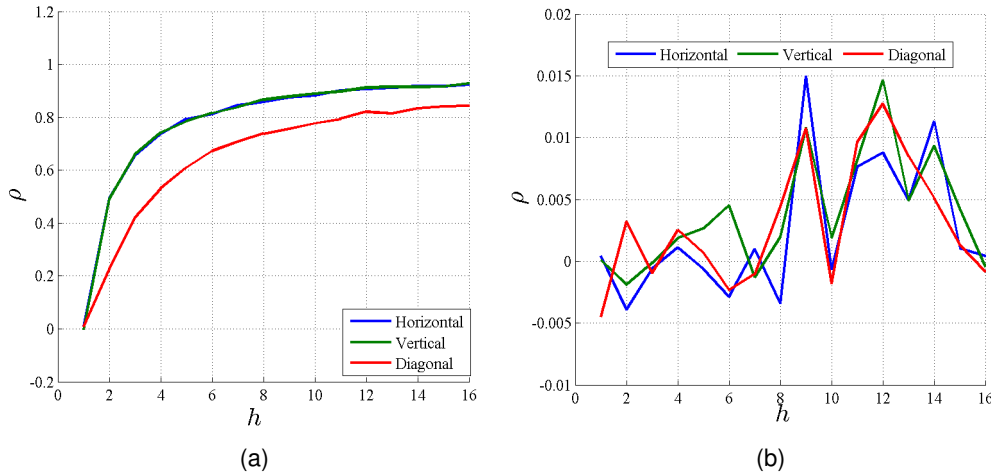 1.2
1
0.8
0.6
0.4
0.2
0
-0.2
ρ
0 2 4 6 8 10 12 14 16
h
Horizontal
Vertical
Diagonal
(a)
0.02
0.015
0.01
0.005
0
-0.005
-0.01
ρ
0 2 4 6 8 10 12 14 16
h
Horizontal Vertical Diagonal
(b)